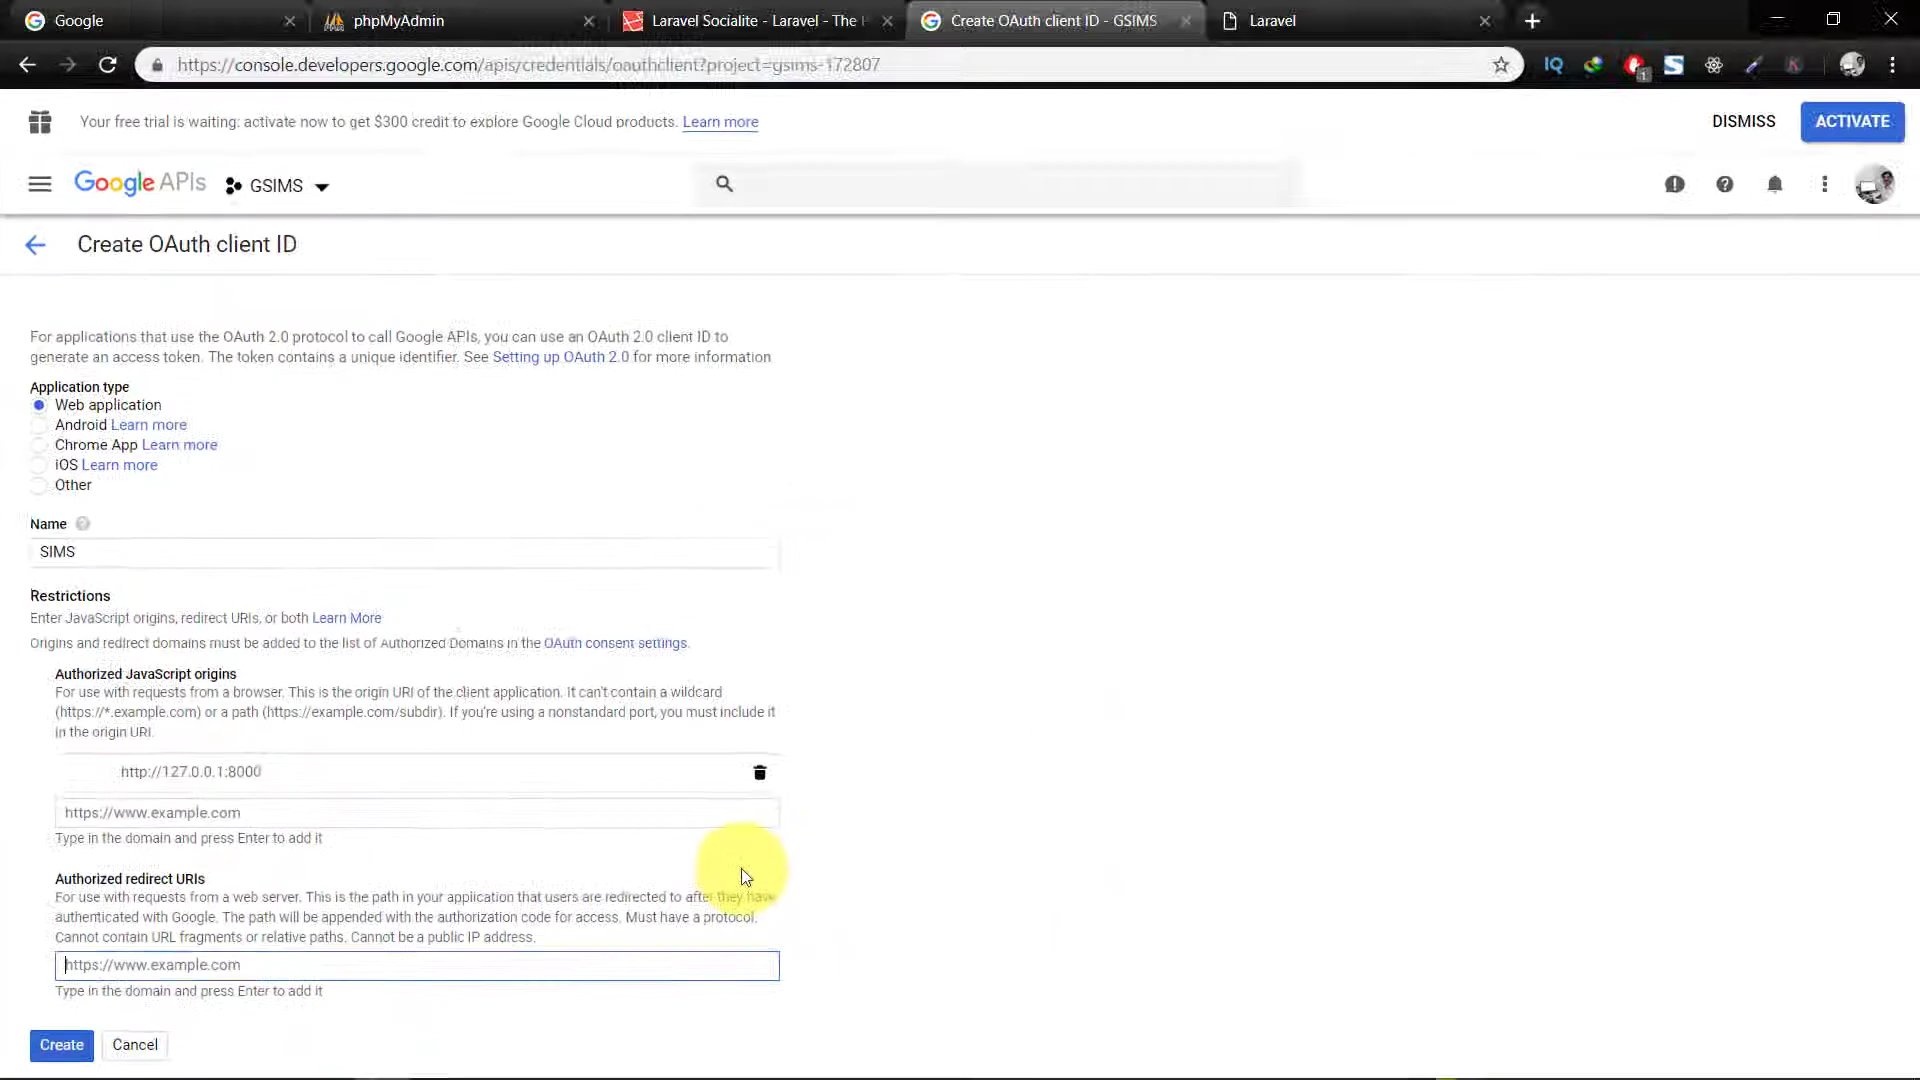 Google
phpMyAdmin
Laravel Socialite - Laravel - The
Create OAuth client ID - GSIMS
Laravel
https://console.developers.google.com/apis/credentials/oauthclient?project=gsims-172807
IQ
1
Your free trial is waiting: activate now to get $300 credit to explore Google Cloud products. Learn more
DISMISS
ACTIVATE
Google APIs
GSIMS
Create OAuth client ID
For applications that use the OAuth 2.0 protocol to call Google APIs, you can use an OAuth 2.0 client ID to
generate an access token. The token contains a unique identifier. See Setting up OAuth 2.0 for more information
Application type
Web application
Android Learn more
Chrome App Learn more
iOS Learn more
Other
Name
SIMS
Restrictions
Enter JavaScript origins, redirect URIs, or both Learn More
Origins and redirect domains must be added to the list of Authorized Domains in the OAuth consent settings.
Authorized JavaScript origins
For use with requests from a browser. This is the origin URI of the client application. It can't contain a wildcard
(https://*.example.com) or a path (https://example.com/subdir). If you're using a nonstandard port, you must include it
in the origin URI.
http://127.0.0.1:8000
https://www.example.com
Type in the domain and press Enter to add it
Authorized redirect URIs
For use with requests from a web server. This is the path in your application that users are redirected to after they have
authenticated with Google. The path will be appended with the authorization code for access. Must have a protocol.
Cannot contain URL fragments or relative paths. Cannot be a public IP address.
https://www.example.com
Type in the domain and press Enter to add it
Create
Cancel